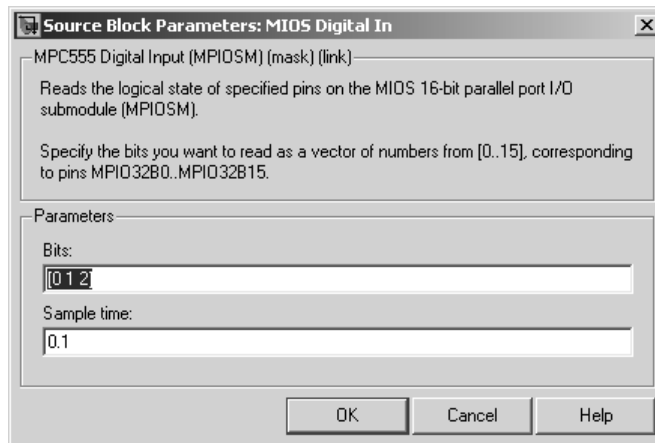 Source Block Parameters: MIOS Digital In
MPC555 Digital Input (MPIOSM) (mask) (link)
Reads the logical state of specified pins on the MIOS 16-bit parallel port I/O
submodule (MPIOSM).
Specify the bits you want to read as a vector of numbers from [0..15], corresponding
to pins MPIO32B0..MPIO32B15.
Parameters
Bits:
[0 1 2]
Sample time:
0.1
OK Cancel Help